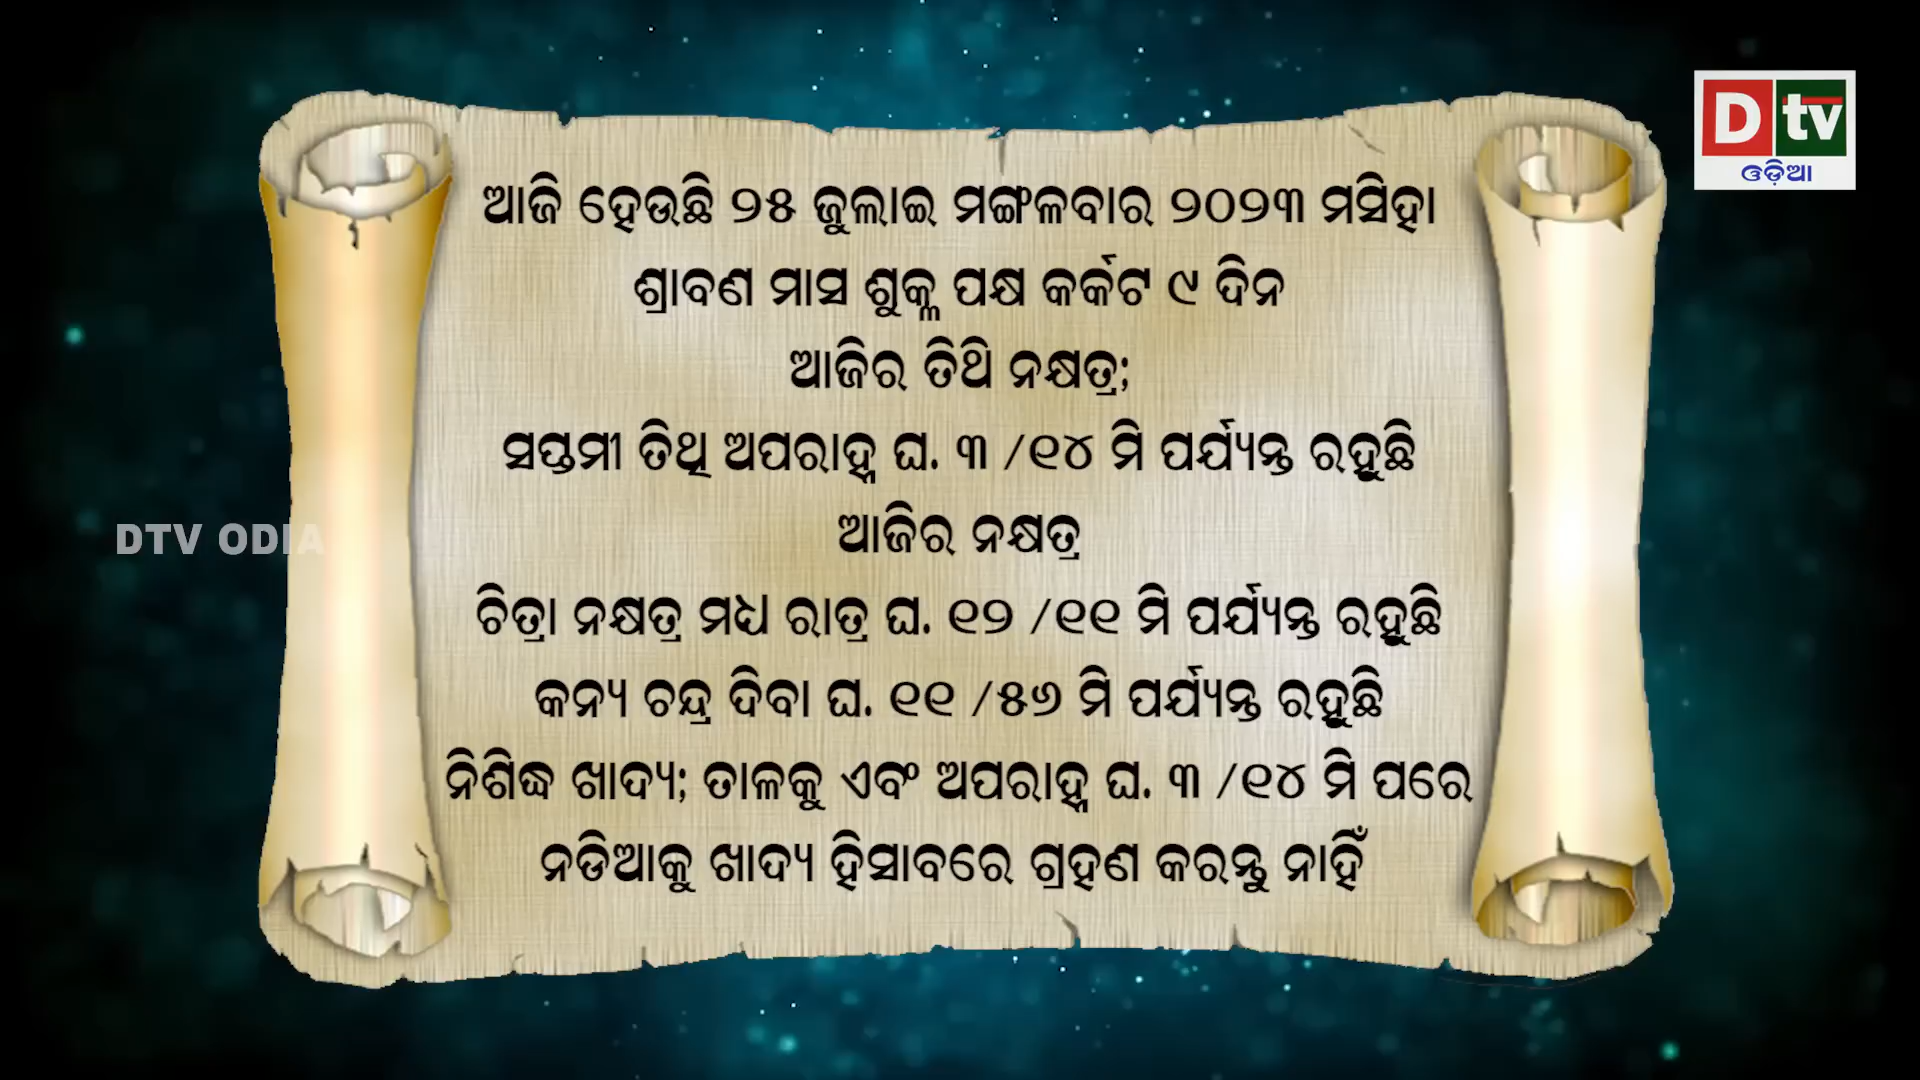 D tv
ଓଡ଼ିଆ
ଆଜି ହେଉଛି ୨୫ ଜୁଲାଇ ମଙ୍ଗଳବାର ୨୦୨୩ ମସିହା
ଶ୍ରାବଣ ମାସ ଶୁକ୍ଳ ପକ୍ଷ କର୍କଟ ୯ ଦିନ
ଆଜିର ତିଥି ନକ୍ଷତ୍ର;
ସପ୍ତମୀ ତିଥି ଅପରାହ୍ନ ଘ. ୩ /୧୪ ମି ପର୍ଯ୍ୟନ୍ତ ରହୁଛି
DTV ODIA
ଆଜିର ନକ୍ଷତ୍ର
ଚିତ୍ରା ନକ୍ଷତ୍ର ମଧ୍ୟ ରାତ୍ର ଘ. ୧୨ /୧୧ ମି ପର୍ଯ୍ୟନ୍ତ ରହୁଛି
କନ୍ୟ ଚନ୍ଦ୍ର ଦିବା ଘ. ୧୧ /୫୬ ମି ପର୍ଯ୍ୟନ୍ତ ରହୁଛି
ନିଶିଦ୍ଧ ଖାଦ୍ୟ; ତାଳକୁ ଏବଂ ଅପରାହ୍ନ ଘ. ୩ /୧୪ ମି ପରେ
ନଡିଆକୁ ଖାଦ୍ୟ ହିସାବରେ ଗ୍ରହଣ କରନ୍ତୁ ନାହିଁ